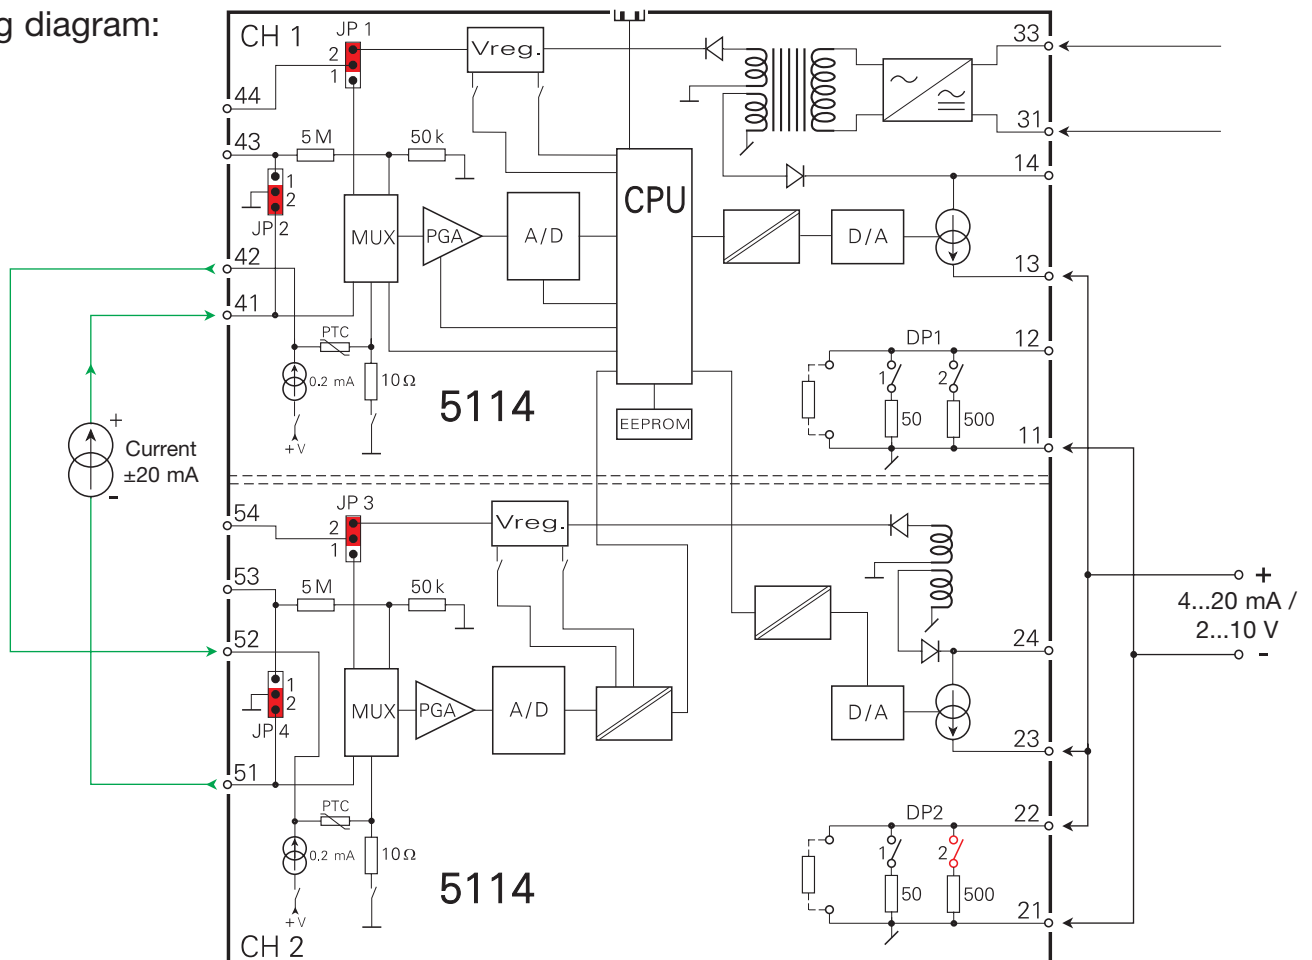 g diagram:
CH 1
JP 1
2
1
Vreg.
33
44
43
5 M
50 k
31
14
1
2
JP 2
CPU
MUX
PGA
A/D
D/A
42
13
41
PTC
0.2 mA
10Ω
+V
5114
EEPROM
DP1
12
1
2
50
500
11
+
Current
±20 mA
-
54
JP 3
2
1
Vreg.
53
5 M
50 k
52
+
4...20 mA /
2...10 V
-
24
1
2
JP 4
MUX
PGA
A/D
D/A
23
51
PTC
0.2 mA
10Ω
+V
5114
DP2
22
1
2
50
500
21
CH 2